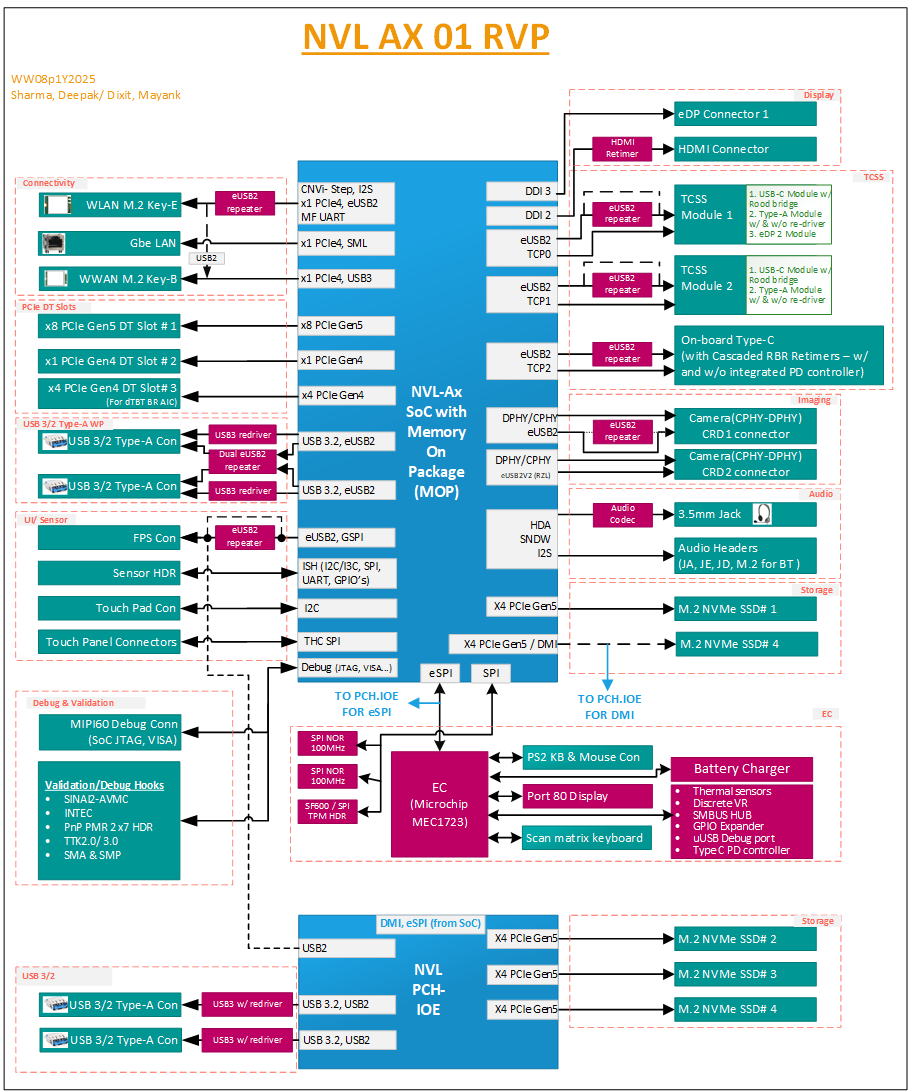 NVL AX 01 RVP
WW08p1Y2025
Sharma, Deepak/ Dixit, Mayank
Connectivity
WLAN M.2 Key-E
eUSB2
repeater
CNVi- Step, I2S
x1 PCIe4, eUSB2
MF UART
Gbe LAN
x1 PCIe4, SML
USB2
WWAN M.2 Key-B
x1 PCIe4, USB3
PCIe DT Slots
x8 PCIe Gen5 DT Slot # 1
x8 PCIe Gen5
x1 PCIe Gen4 DT Slot # 2
x1 PCIe Gen4
x4 PCIe Gen4 DT Slot# 3
(For dTBT BR AIC)
x4 PCIe Gen4
USB 3/2 Type-A WP
USB 3/2 Type-A Con
USB3 redriver
USB 3.2, eUSB2
Dual eUSB2
repeater
USB 3/2 Type-A Con
USB3 redriver
USB 3.2, eUSB2
UI/ Sensor
FPS Con
eUSB2
repeater
eUSB2, GSPI
Sensor HDR
ISH (I2C/I3C, SPI,
UART, GPIO's)
Touch Pad Con
I2C
Touch Panel Connectors
THC SPI
Debug (JTAG, VISA...)
NVL-Ax
SoC with
Memory
On
Package
(MOP)
Display
DDI 3
eDP Connector 1
DDI 2
HDMI
Retimer
HDMI Connector
TCSS
eUSB2
TCP0
eUSB2
repeater
TCSS
Module 1
1. USB-C Module w/
Rood bridge
2. Type-A Module
w/ & w/o re-driver
3. eDP 2 Module
eUSB2
TCP1
eUSB2
repeater
TCSS
Module 2
1. USB-C Module w/
Rood bridge
2. Type-A Module
w/ & w/o re-driver
eUSB2
TCP2
eUSB2
repeater
On-board Type-C
(with Cascaded RBR Retimers – w/
and w/o integrated PD controller)
Imaging
DPHY/CPHY
eUSB2
eUSB2
repeater
Camera(CPHY-DPHY)
CRD1 connector
DPHY/CPHY
eUSB2V2 (RZL)
Camera(CPHY-DPHY)
CRD2 connector
Audio
HDA
SNDW
I2S
Audio
Codec
3.5mm Jack
Audio Headers
(JA, JE, JD, M.2 for BT )
Storage
X4 PCIe Gen5
M.2 NVMe SSD# 1
X4 PCIe Gen5 / DMI
M.2 NVMe SSD# 4
eSPI
SPI
TO PCH.IOE
FOR eSPI
TO PCH.IOE
FOR DMI
Debug & Validation
MIPI60 Debug Conn
(SoC JTAG, VISA)
Validation/Debug Hooks
• SINAI2-AVMC
• INTEC
• PnP PMR 2x7 HDR
• TTK2.0/ 3.0
• SMA & SMP
EC
SPI NOR
100MHz
SPI NOR
100MHz
SF600 / SPI
TPM HDR
EC
(Microchip
MEC1723)
PS2 KB & Mouse Con
Port 80 Display
Scan matrix keyboard
Battery Charger
• Thermal sensors
• Discrete VR
• SMBUS HUB
• GPIO Expander
• uUSB Debug port
• Type C PD controller
DMI, eSPI (from SoC)
USB2
NVL
PCH-
IOE
Storage
X4 PCIe Gen5
M.2 NVMe SSD# 2
X4 PCIe Gen5
M.2 NVMe SSD# 3
X4 PCIe Gen5
M.2 NVMe SSD# 4
USB 3/2
USB 3/2 Type-A Con
USB3 w/ redriver
USB 3.2, USB2
USB 3/2 Type-A Con
USB3 w/ redriver
USB 3.2, USB2